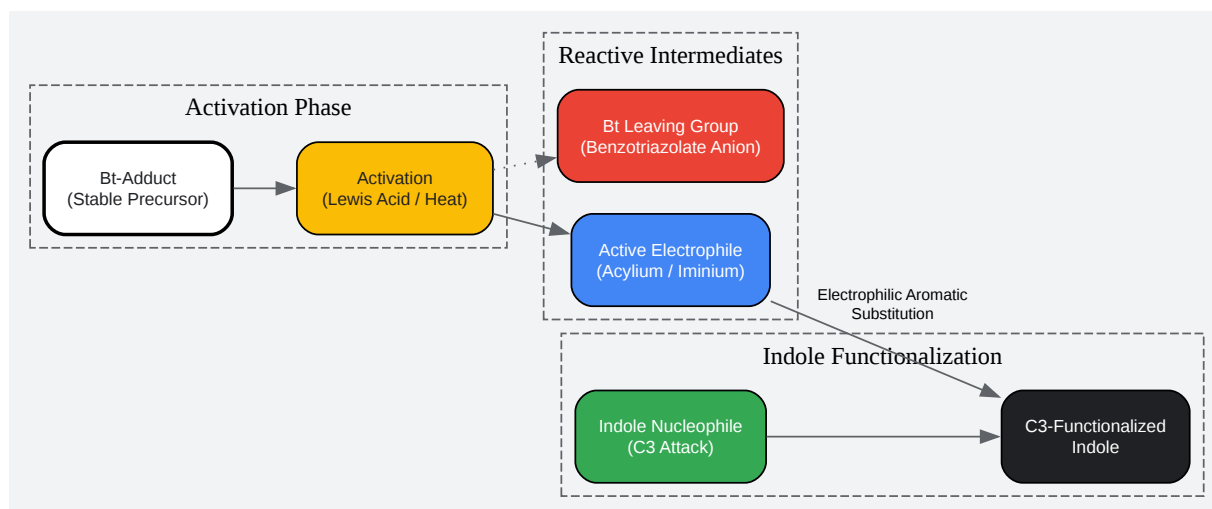 Activation Phase
Bt-Adduct
(Stable Precursor)
Activation
(Lewis Acid / Heat)
Reactive Intermediates
Bt Leaving Group
(Benzotriazolate Anion)
Active Electrophile
(Acylium / Iminium)
Electrophilic Aromatic
Substitution
Indole Functionalization
Indole Nucleophile
(C3 Attack)
C3-Functionalized
Indole